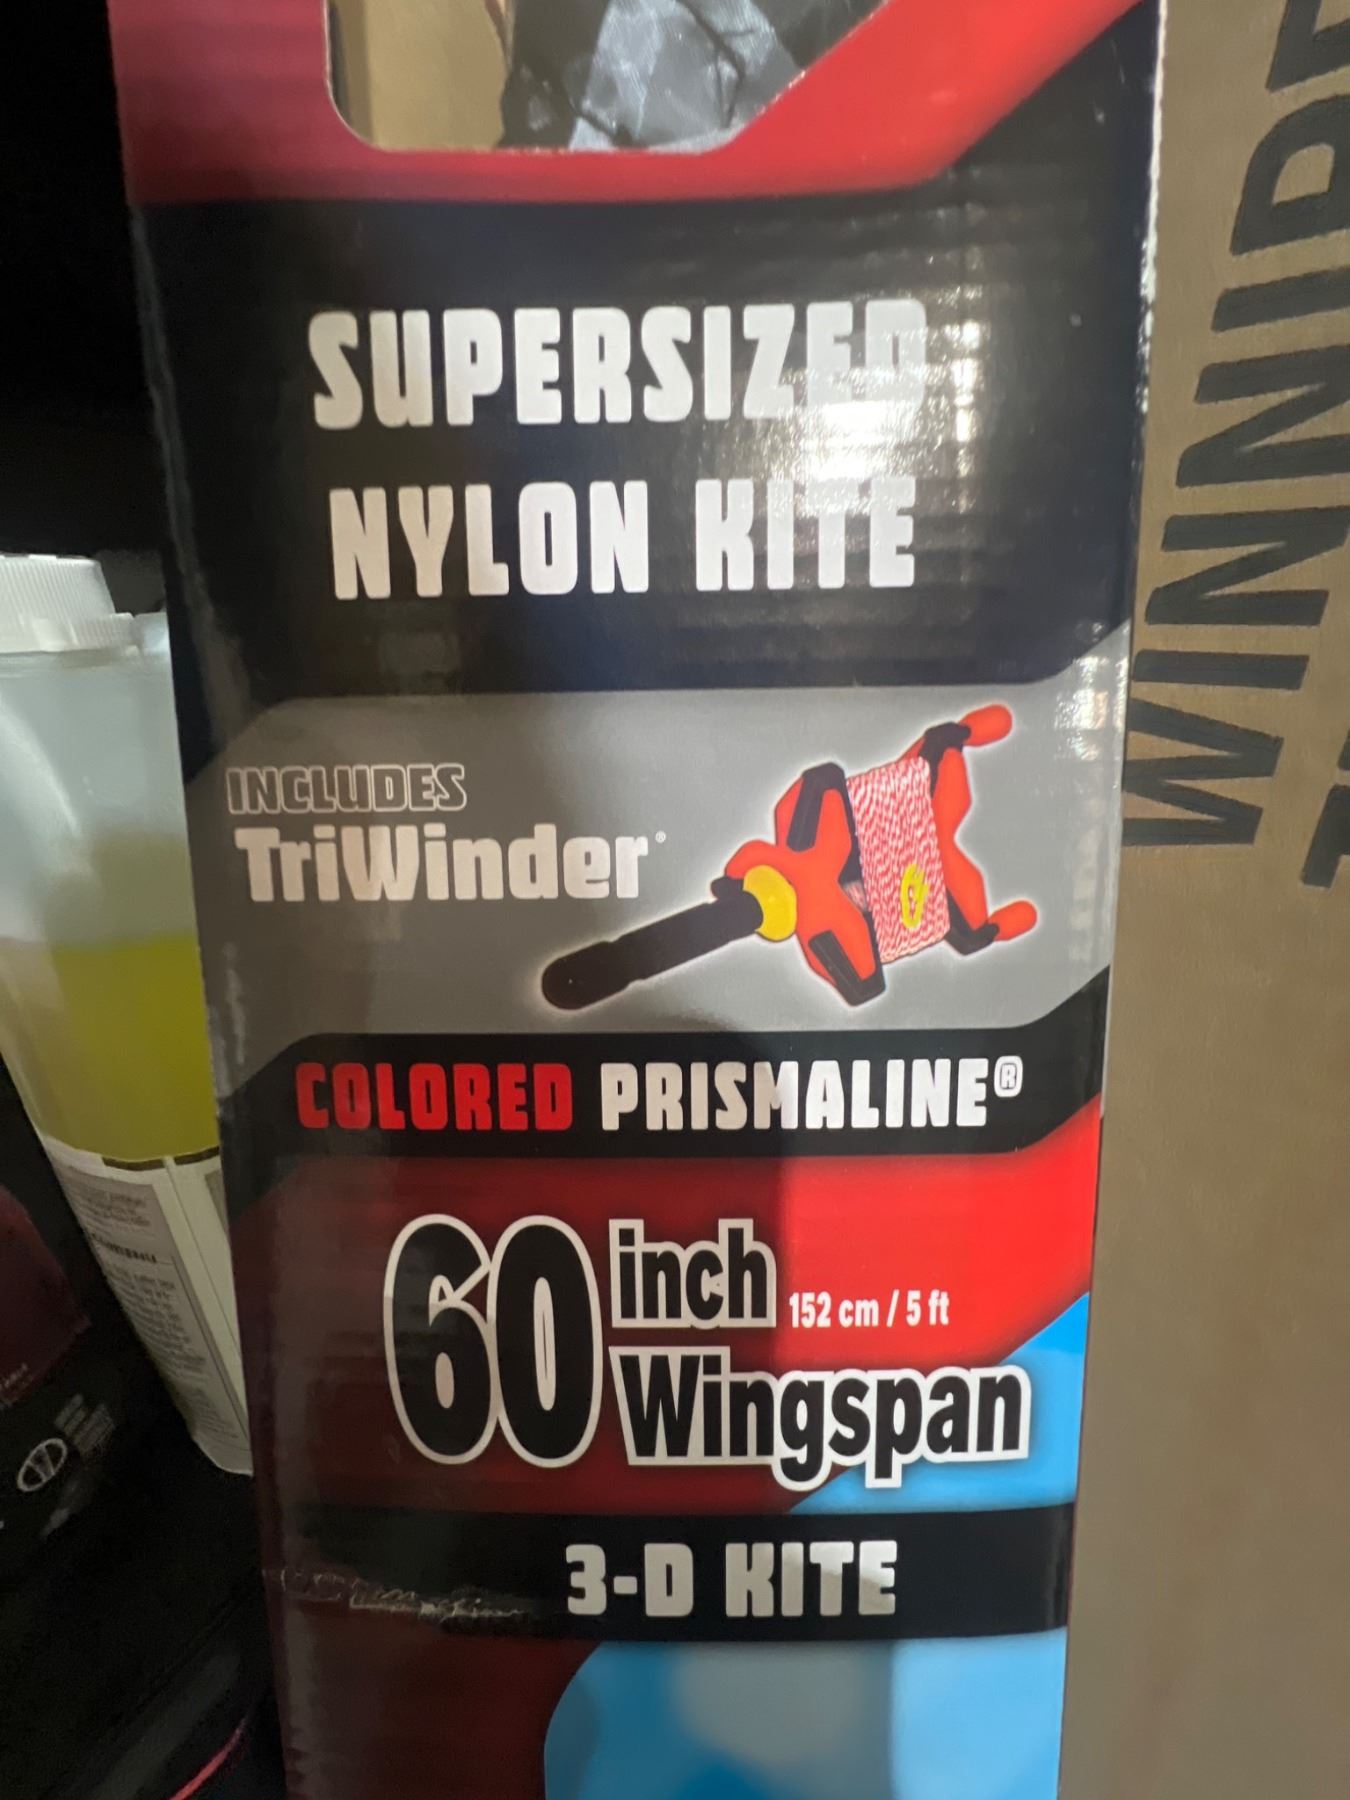 SUPERSIZED
NYLON KITE
INCLUDES
TriWinder®
COLORED PRISMALINE®
60 inch 152 cm / 5 ft
Wingspan
3-D KITE